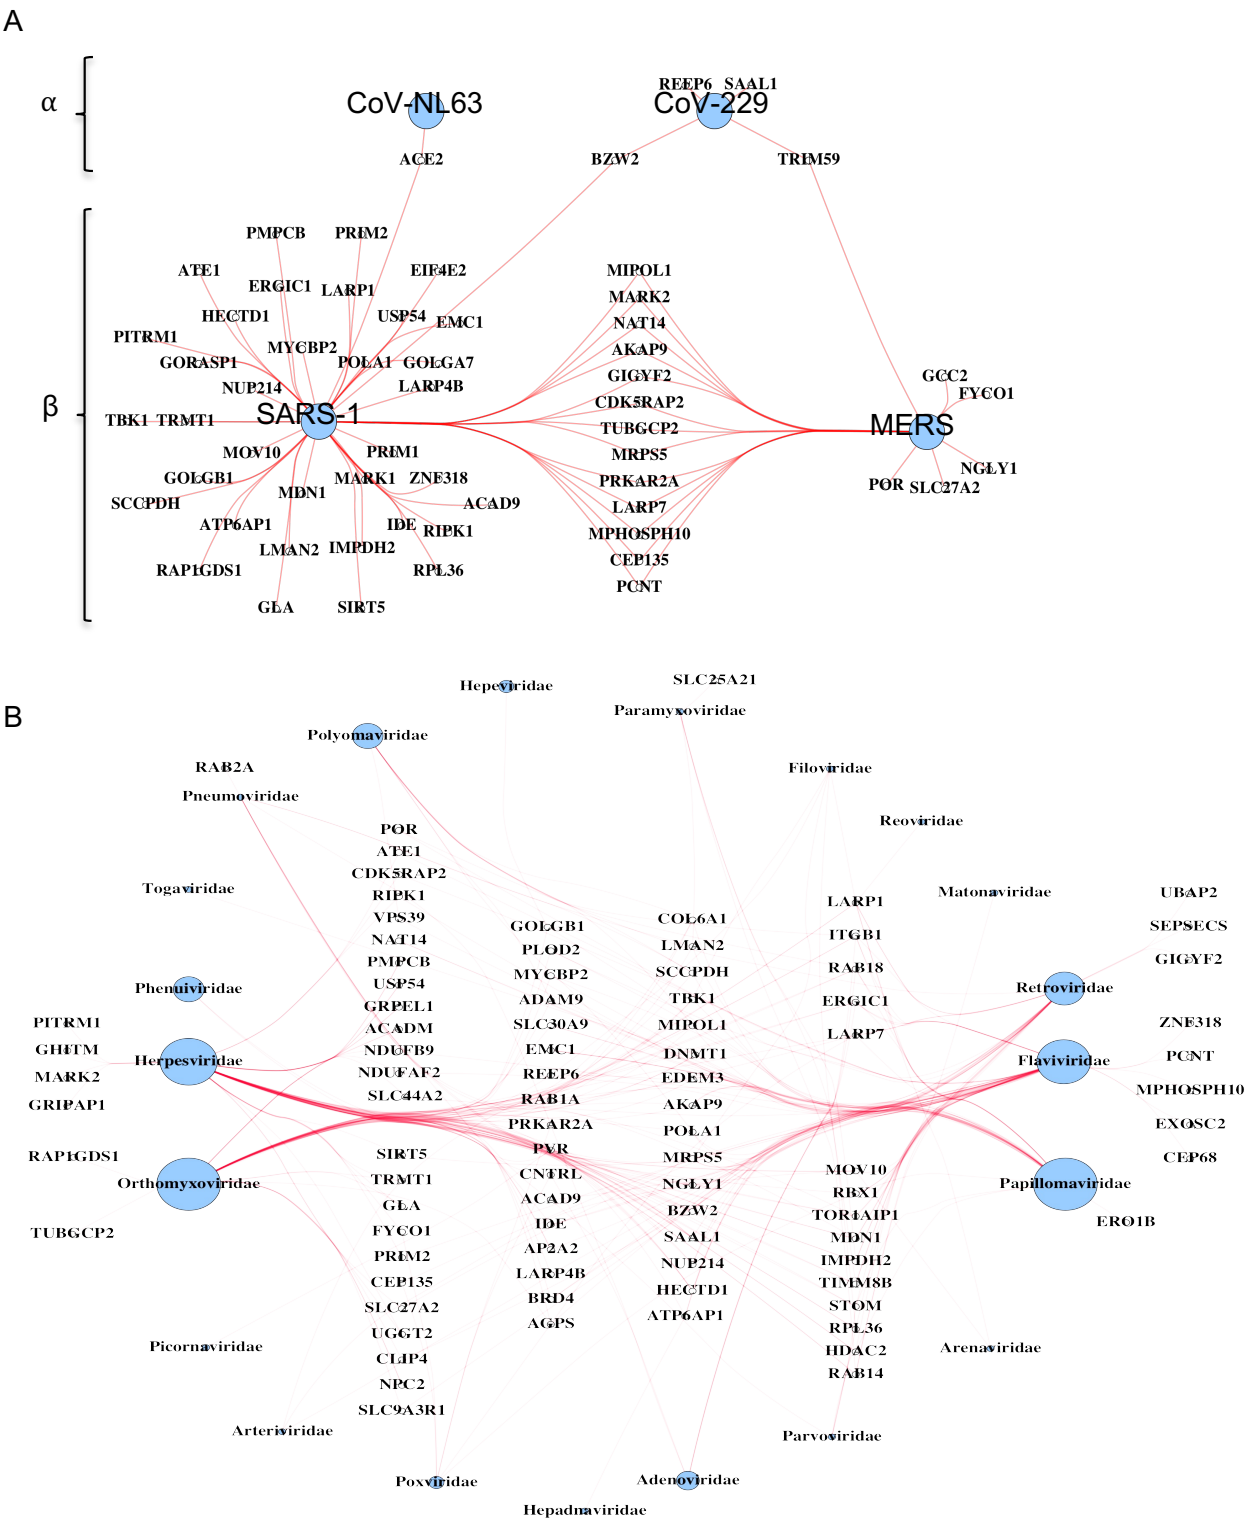 A
α
REEP6 SAAL1
CoV-NL63
CoV-229
ACE2
BZW2
TRIM59
β
PMPCB
PRIM2
ATE1
EIF4E2
ERGIC1
LARP1
HECTD1
USP54
EMC1
PITRM1
MYCBP2
GORASP1
POLA1
GOLGA7
NUP214
LARP4B
SARS-1
TBK1 TRMT1
MOV10
PRIM1
GOLGB1
MARK1
ZNF318
SCCPDH
MDN1
ACAD9
ATP6AP1
IDE
RIPK1
LMAN2
IMPDH2
RAP1GDS1
RPL36
GLA
SIRT5
MIPOL1
MARK2
NAT14
AKAP9
GIGYF2
CDK5RAP2
TUBGCP2
MRPS5
PRKAR2A
LARP7
MPHOSPH10
CEP135
PCNT
GCC2
FYCO1
MERS
NGLY1
POR
SLC27A2
B
Hepeviridae
SLC25A21
Paramyxoviridae
Polyomaviridae
RAB2A
Pneumoviridae
Filoviridae
Reoviridae
Togaviridae
Matonaviridae
Phenuiviridae
Herpesviridae
Orthomyxoviridae
PITRM1
GHITM
MARK2
GRIPAP1
RAP1GDS1
TUBGCP2
POR
ATE1
CDK5RAP2
RIPK1
VPS39
NAT14
PMPCB
USP54
GRPEL1
ACADM
NDUFB9
NDUFAF2
SLC44A2
SIRT5
TRMT1
GLA
FYCO1
PRIM2
CEP135
SLC27A2
UGGT2
CLIP4
NPC2
SLC9A3R1
GOLGB1
PLOD2
MYCBP2
ADAM9
SLC30A9
EMC1
REEP6
RAB1A
PRKAR2A
PVR
CNTRL
ACAD9
IDE
AP2A2
LARP4B
BRD4
AGPS
COL6A1
LMAN2
SCCPDH
TBK1
MIPOL1
DNMT1
EDEM3
AKAP9
POLA1
MRPS5
NGLY1
BZW2
SAAL1
NUP214
HECTD1
ATP6AP1
LARP1
ITGB1
RAB18
ERGIC1
LARP7
MOV10
RBX1
TOR1AIP1
MDN1
IMPDH2
TIMM8B
STOM
RPL36
HDAC2
RAB14
Retroviridae
Flaviviridae
Papillomaviridae
UBAP2
SEPSECS
GIGYF2
ZNF318
PCNT
MPHOSPH10
EXOSC2
CEP68
ERO1B
Picornaviridae
Arenaviridae
Arteriviridae
Parvoviridae
Poxviridae
Adenoviridae
Hepadnaviridae